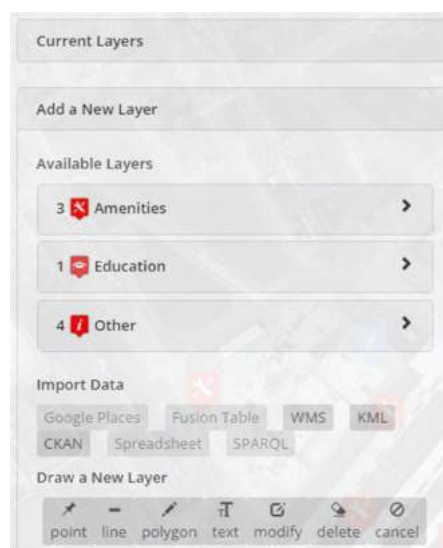 Current Layers
Add a New Layer
Available Layers
3 Amenities
1 Education
4 Other
Import Data
Google Places Fusion Table WMS KML
CKAN Spreadsheet SPARQL
Draw a New Layer
point line polygon text modify delete cancel